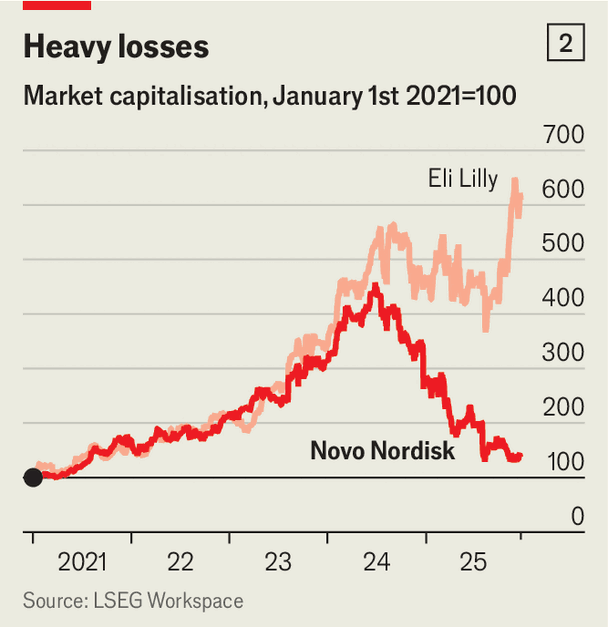 Heavy losses
2
Market capitalisation, January 1st 2021=100
700
Eli Lilly
600
500
400
300
200
Novo Nordisk
100
0
2021 22 23 24 25
Source: LSEG Workspace